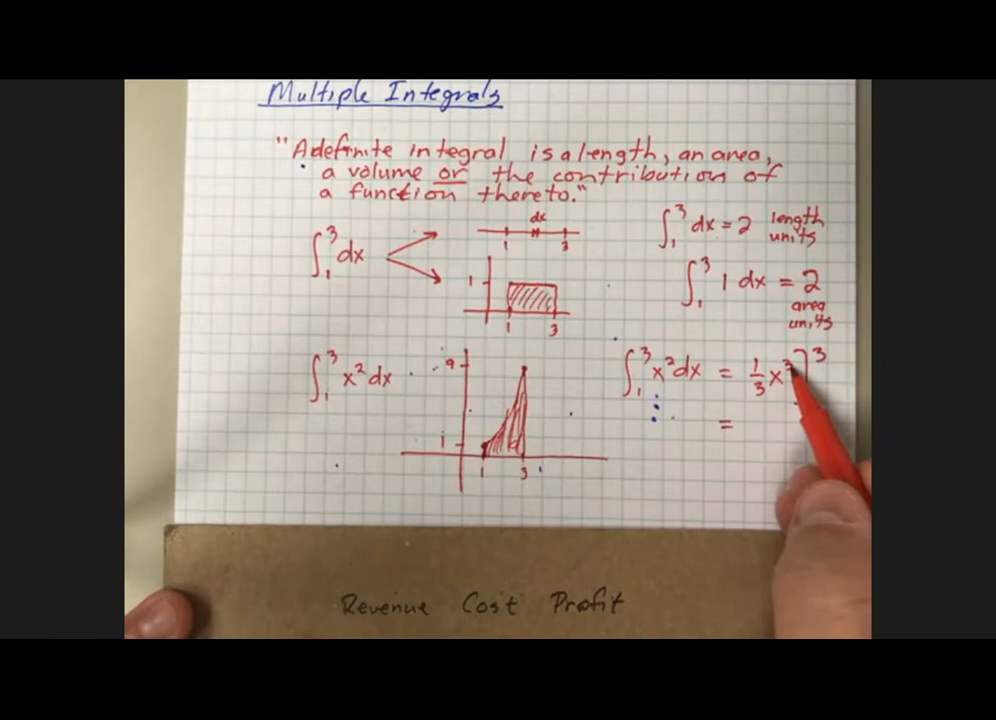 Multiple Integrals
"A definite integral is a length, an area,
a volume or the contribution of
a function thereto."
∫₁³ dx
dx
1 3
∫₁³ dx = 2 length units
1
1 3
∫₁³ 1 dx = 2
area
units
∫₁³ x² dx
9
1
1 3
∫₁³ x² dx = 1/3 x³]³
=
Revenue Cost Profit